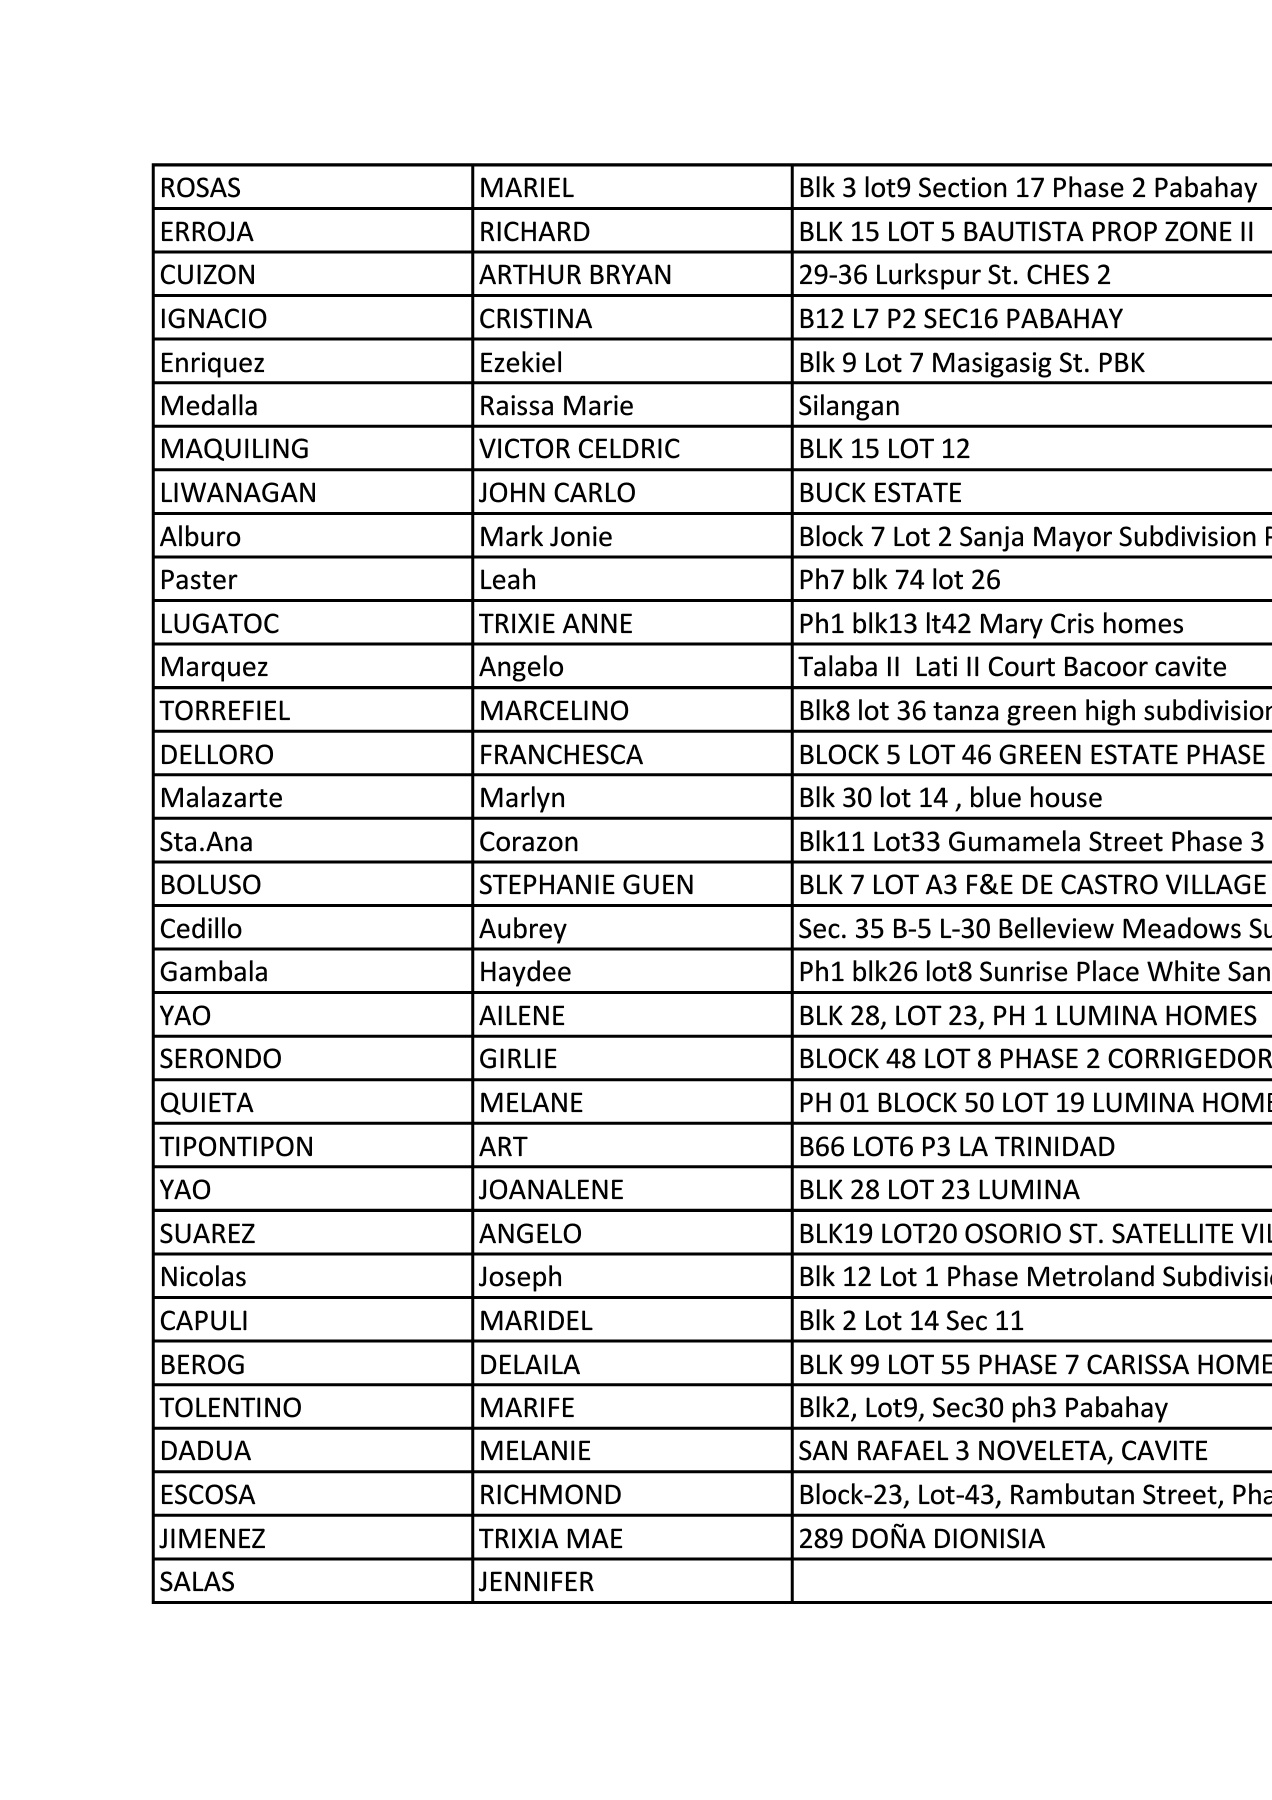 ROSAS MARIEL Blk 3 lot9 Section 17 Phase 2 Pabahay
ERROJA RICHARD BLK 15 LOT 5 BAUTISTA PROP ZONE II
CUIZON ARTHUR BRYAN 29-36 Lurkspur St. CHES 2
IGNACIO CRISTINA B12 L7 P2 SEC16 PABAHAY
Enriquez Ezekiel Blk 9 Lot 7 Masigasig St. PBK
Medalla Raissa Marie Silangan
MAQUILING VICTOR CELDRIC BLK 15 LOT 12
LIWANAGAN JOHN CARLO BUCK ESTATE
Alburo Mark Jonie Block 7 Lot 2 Sanja Mayor Subdivision
Paster Leah Ph7 blk 74 lot 26
LUGATOC TRIXIE ANNE Ph1 blk13 lt42 Mary Cris homes
Marquez Angelo Talaba II  Lati II Court Bacoor cavite
TORREFIEL MARCELINO Blk8 lot 36 tanza green high subdivision
DELLORO FRANCHESCA BLOCK 5 LOT 46 GREEN ESTATE PHASE
Malazarte Marlyn Blk 30 lot 14 , blue house
Sta.Ana Corazon Blk11 Lot33 Gumamela Street Phase 3
BOLUSO STEPHANIE GUEN BLK 7 LOT A3 F&E DE CASTRO VILLAGE
Cedillo Aubrey Sec. 35 B-5 L-30 Belleview Meadows Su
Gambala Haydee Ph1 blk26 lot8 Sunrise Place White San
YAO AILENE BLK 28, LOT 23, PH 1 LUMINA HOMES
SERONDO GIRLIE BLOCK 48 LOT 8 PHASE 2 CORRIGEDOR
QUIETA MELANE PH 01 BLOCK 50 LOT 19 LUMINA HOME
TIPONTIPON ART B66 LOT6 P3 LA TRINIDAD
YAO JOANALENE BLK 28 LOT 23 LUMINA
SUAREZ ANGELO BLK19 LOT20 OSORIO ST. SATELLITE VIL
Nicolas Joseph Blk 12 Lot 1 Phase Metroland Subdivisi
CAPULI MARIDEL Blk 2 Lot 14 Sec 11
BEROG DELAILA BLK 99 LOT 55 PHASE 7 CARISSA HOME
TOLENTINO MARIFE Blk2, Lot9, Sec30 ph3 Pabahay
DADUA MELANIE SAN RAFAEL 3 NOVELETA, CAVITE
ESCOSA RICHMOND Block-23, Lot-43, Rambutan Street, Pha
JIMENEZ TRIXIA MAE 289 DOÑA DIONISIA
SALAS JENNIFER